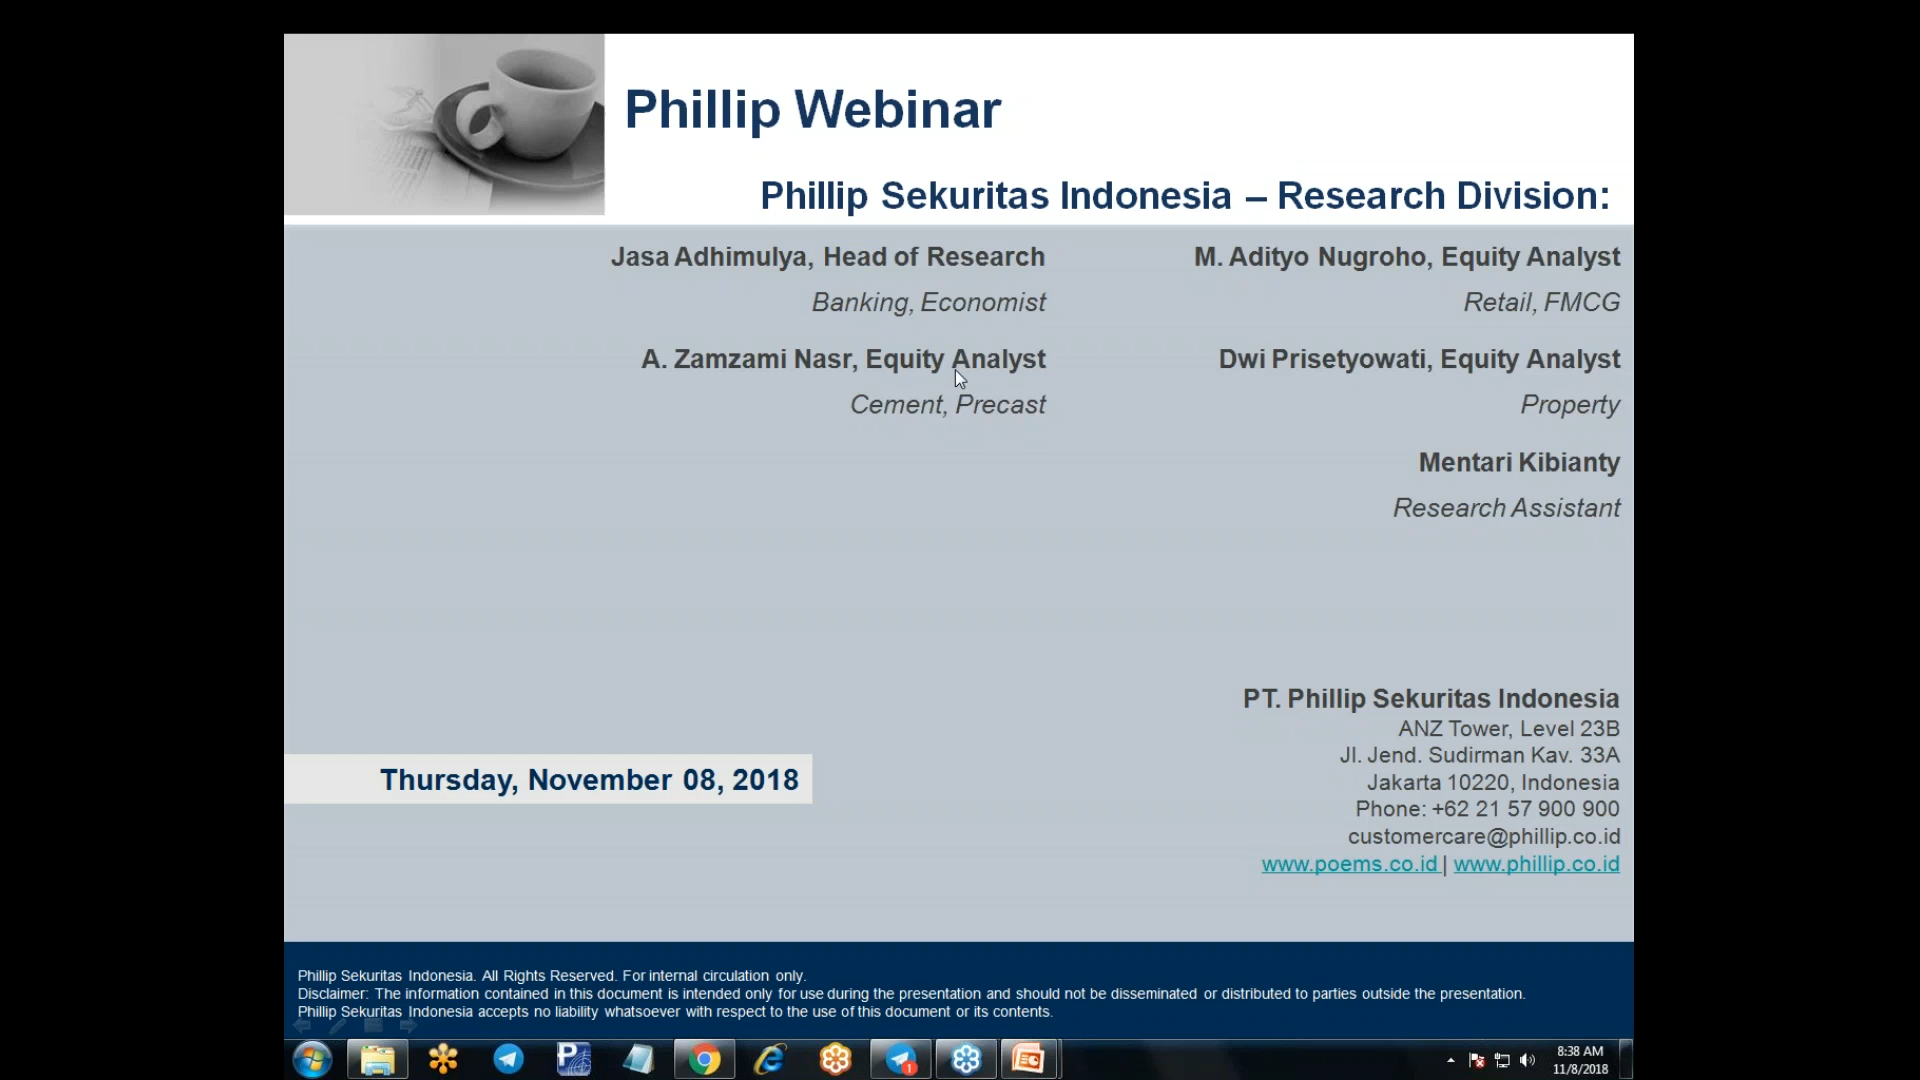 Phillip Webinar
Phillip Sekuritas Indonesia – Research Division:
Jasa Adhimulya, Head of Research
Banking, Economist
A. Zamzami Nasr, Equity Analyst
Cement, Precast
M. Adityo Nugroho, Equity Analyst
Retail, FMCG
Dwi Prisetyowati, Equity Analyst
Property
Mentari Kibianty
Research Assistant
Thursday, November 08, 2018
PT. Phillip Sekuritas Indonesia
ANZ Tower, Level 23B
Jl. Jend. Sudirman Kav. 33A
Jakarta 10220, Indonesia
Phone: +62 21 57 900 900
customercare@phillip.co.id
www.poems.co.id | www.phillip.co.id
Phillip Sekuritas Indonesia. All Rights Reserved. For internal circulation only.
Disclaimer: The information contained in this document is intended only for use during the presentation and should not be disseminated or distributed to parties outside the presentation.
Phillip Sekuritas Indonesia accepts no liability whatsoever with respect to the use of this document or its contents.
1
8:38 AM
11/8/2018